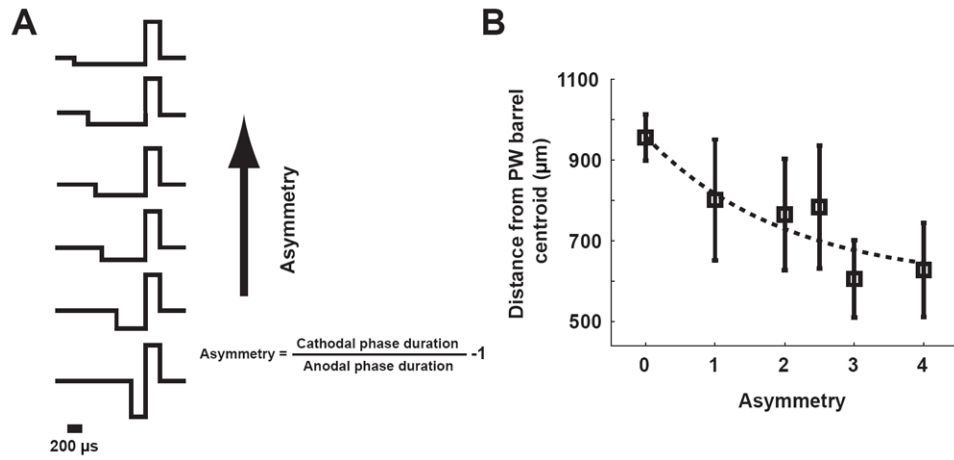 A
Asymmetry
Asymmetry = Cathodal phase duration
Anodal phase duration
-1
200 µs
B
Distance from PW barrel
centroid (µm)
1100
900
700
500
0 1 2 3 4
Asymmetry